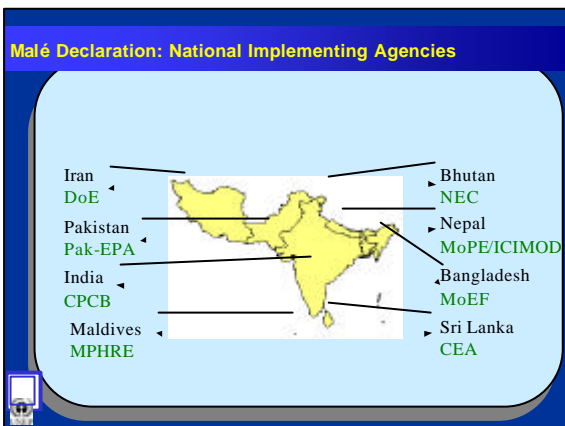 Malé Declaration: National Implementing Agencies
Iran
DoE
Pakistan
Pak-EPA
India
CPCB
Maldives
MPHRE
Bhutan
NEC
Nepal
MoPE/ICIMOD
Bangladesh
MoEF
Sri Lanka
CEA